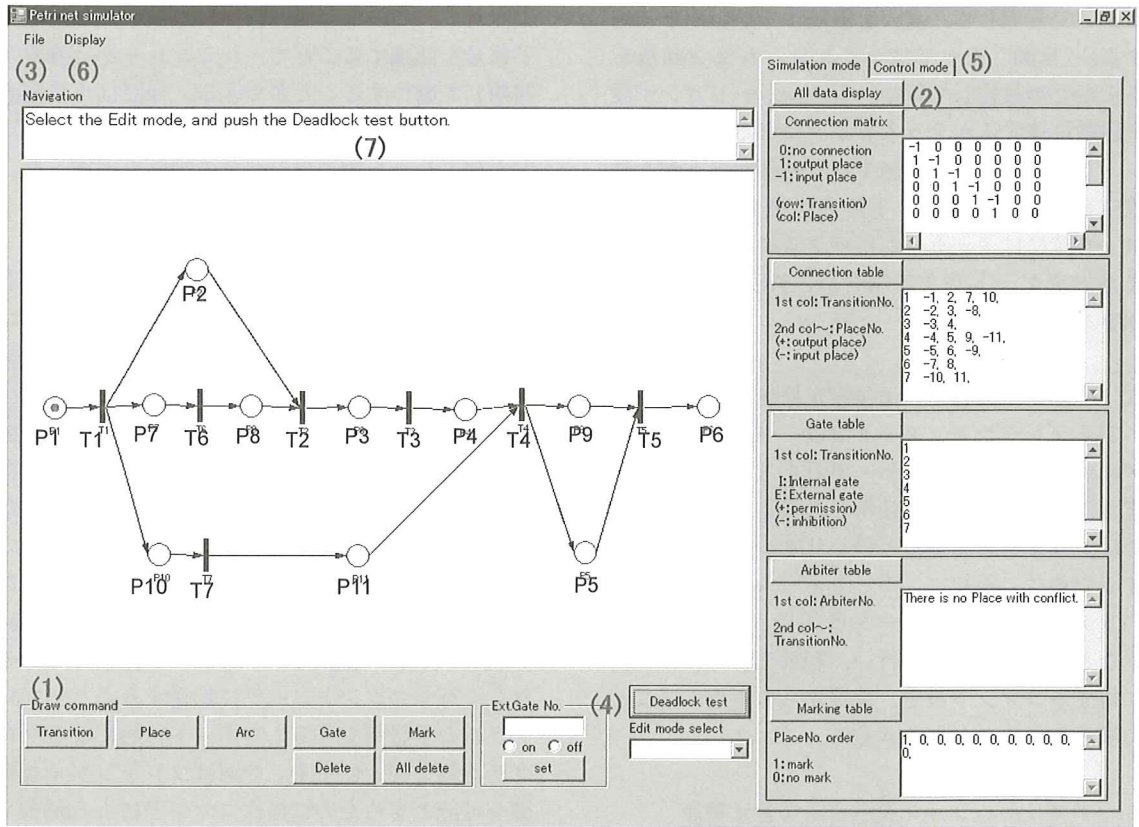 Petri net simulator
File Display
(3) (6)
Navigation
Select the Edit mode, and push the Deadlock test button.
(7)
P2
P1 T1 P7 T6 P8 T2 P3 T3 P4 T4 P9 T5 P6
P10 T7 P11 P5
(1)
Draw command
Transition Place Arc Gate Mark
Delete All delete
Ext.Gate No. (4)
on off
set
Deadlock test
Edit mode select
Simulation mode Control mode (5)
All data display (2)
Connection matrix
0:no connection
1:output place
-1:input place
(row:Transition)
(col:Place)
-1 0 0 0 0 0 0
1 -1 0 0 0 0 0
0 1 -1 0 0 0 0
0 0 1 -1 0 0 0
0 0 0 1 -1 0 0
0 0 0 0 1 0 0
Connection table
1st col:TransitionNo.
2nd col~:PlaceNo.
(+:output place)
(-:input place)
1 -1, 2, 7, 10,
2 -2, 3, -8,
3 -3, 4,
4 -4, 5, 9, -11,
5 -5, 6, -9,
6 -7, 8,
7 -10, 11,
Gate table
1st col:TransitionNo.
I:Internal gate
E:External gate
(+:permission)
(-:inhibition)
1
2
3
4
5
6
7
Arbiter table
1st col:ArbiterNo.
2nd col~:
TransitionNo.
There is no Place with conflict.
Marking table
PlaceNo. order
1:mark
0:no mark
1, 0, 0, 0, 0, 0, 0, 0, 0, 0,
0,